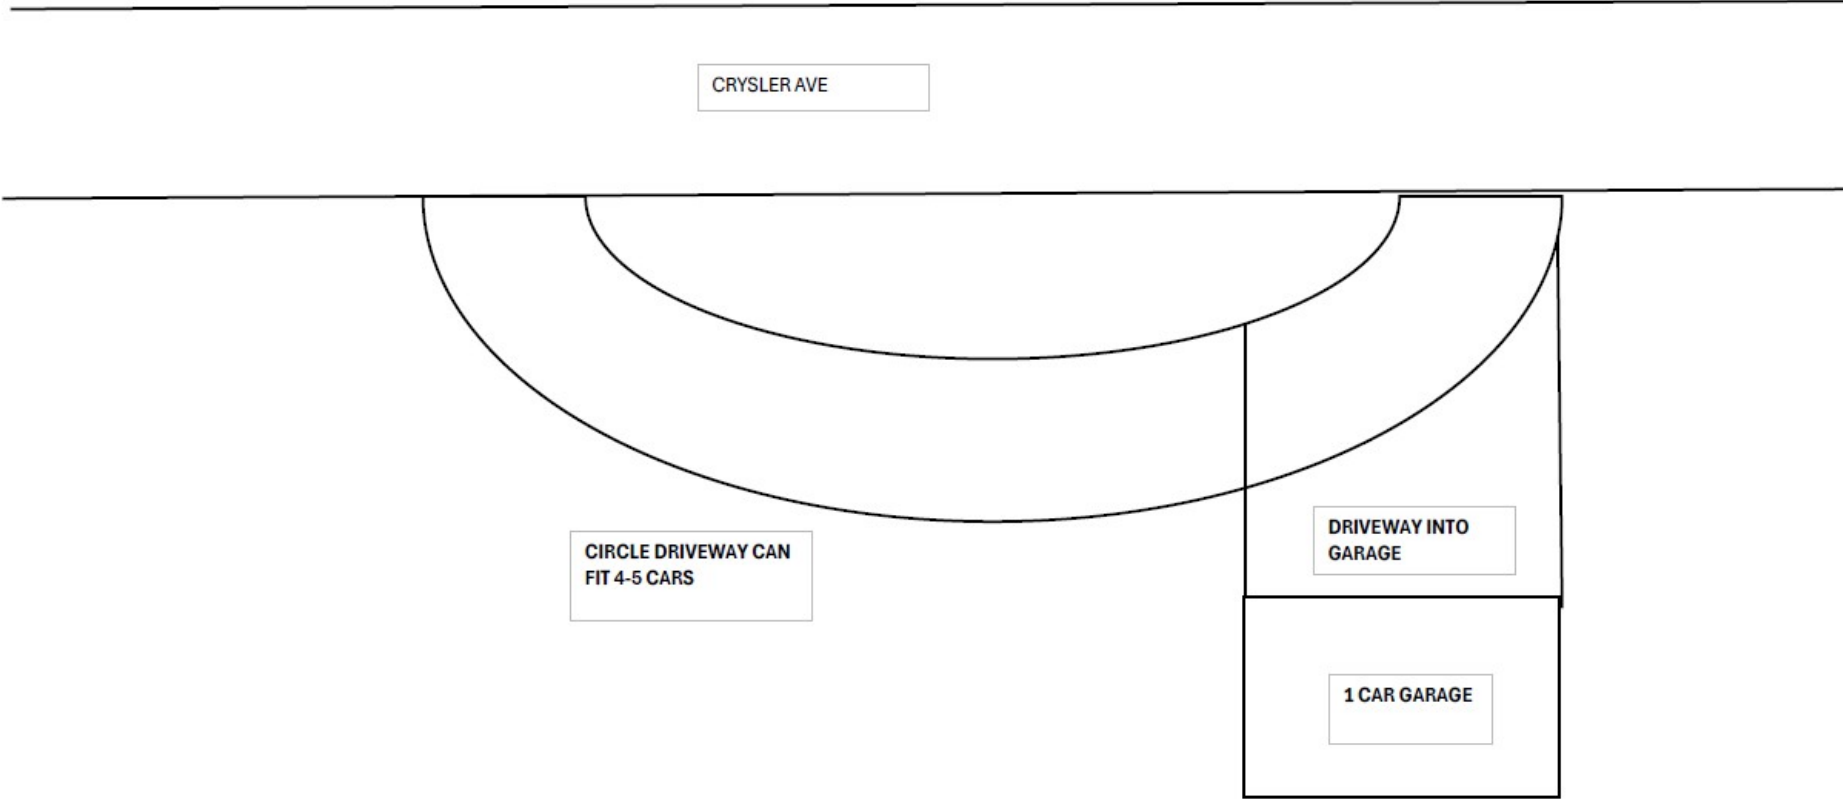 CRYSLER AVE
CIRCLE DRIVEWAY CAN
FIT 4-5 CARS
DRIVEWAY INTO
GARAGE
1 CAR GARAGE